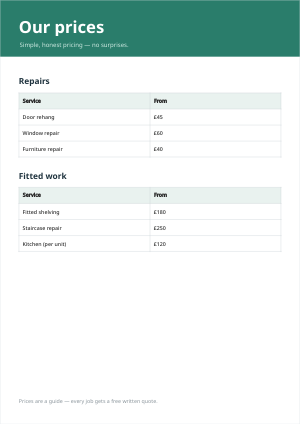 Our prices
Simple, honest pricing — no surprises.
Repairs
Service From
Door rehang £45
Window repair £60
Furniture repair £40
Fitted work
Service From
Fitted shelving £180
Staircase repair £250
Kitchen (per unit) £120
Prices are a guide — every job gets a free written quote.